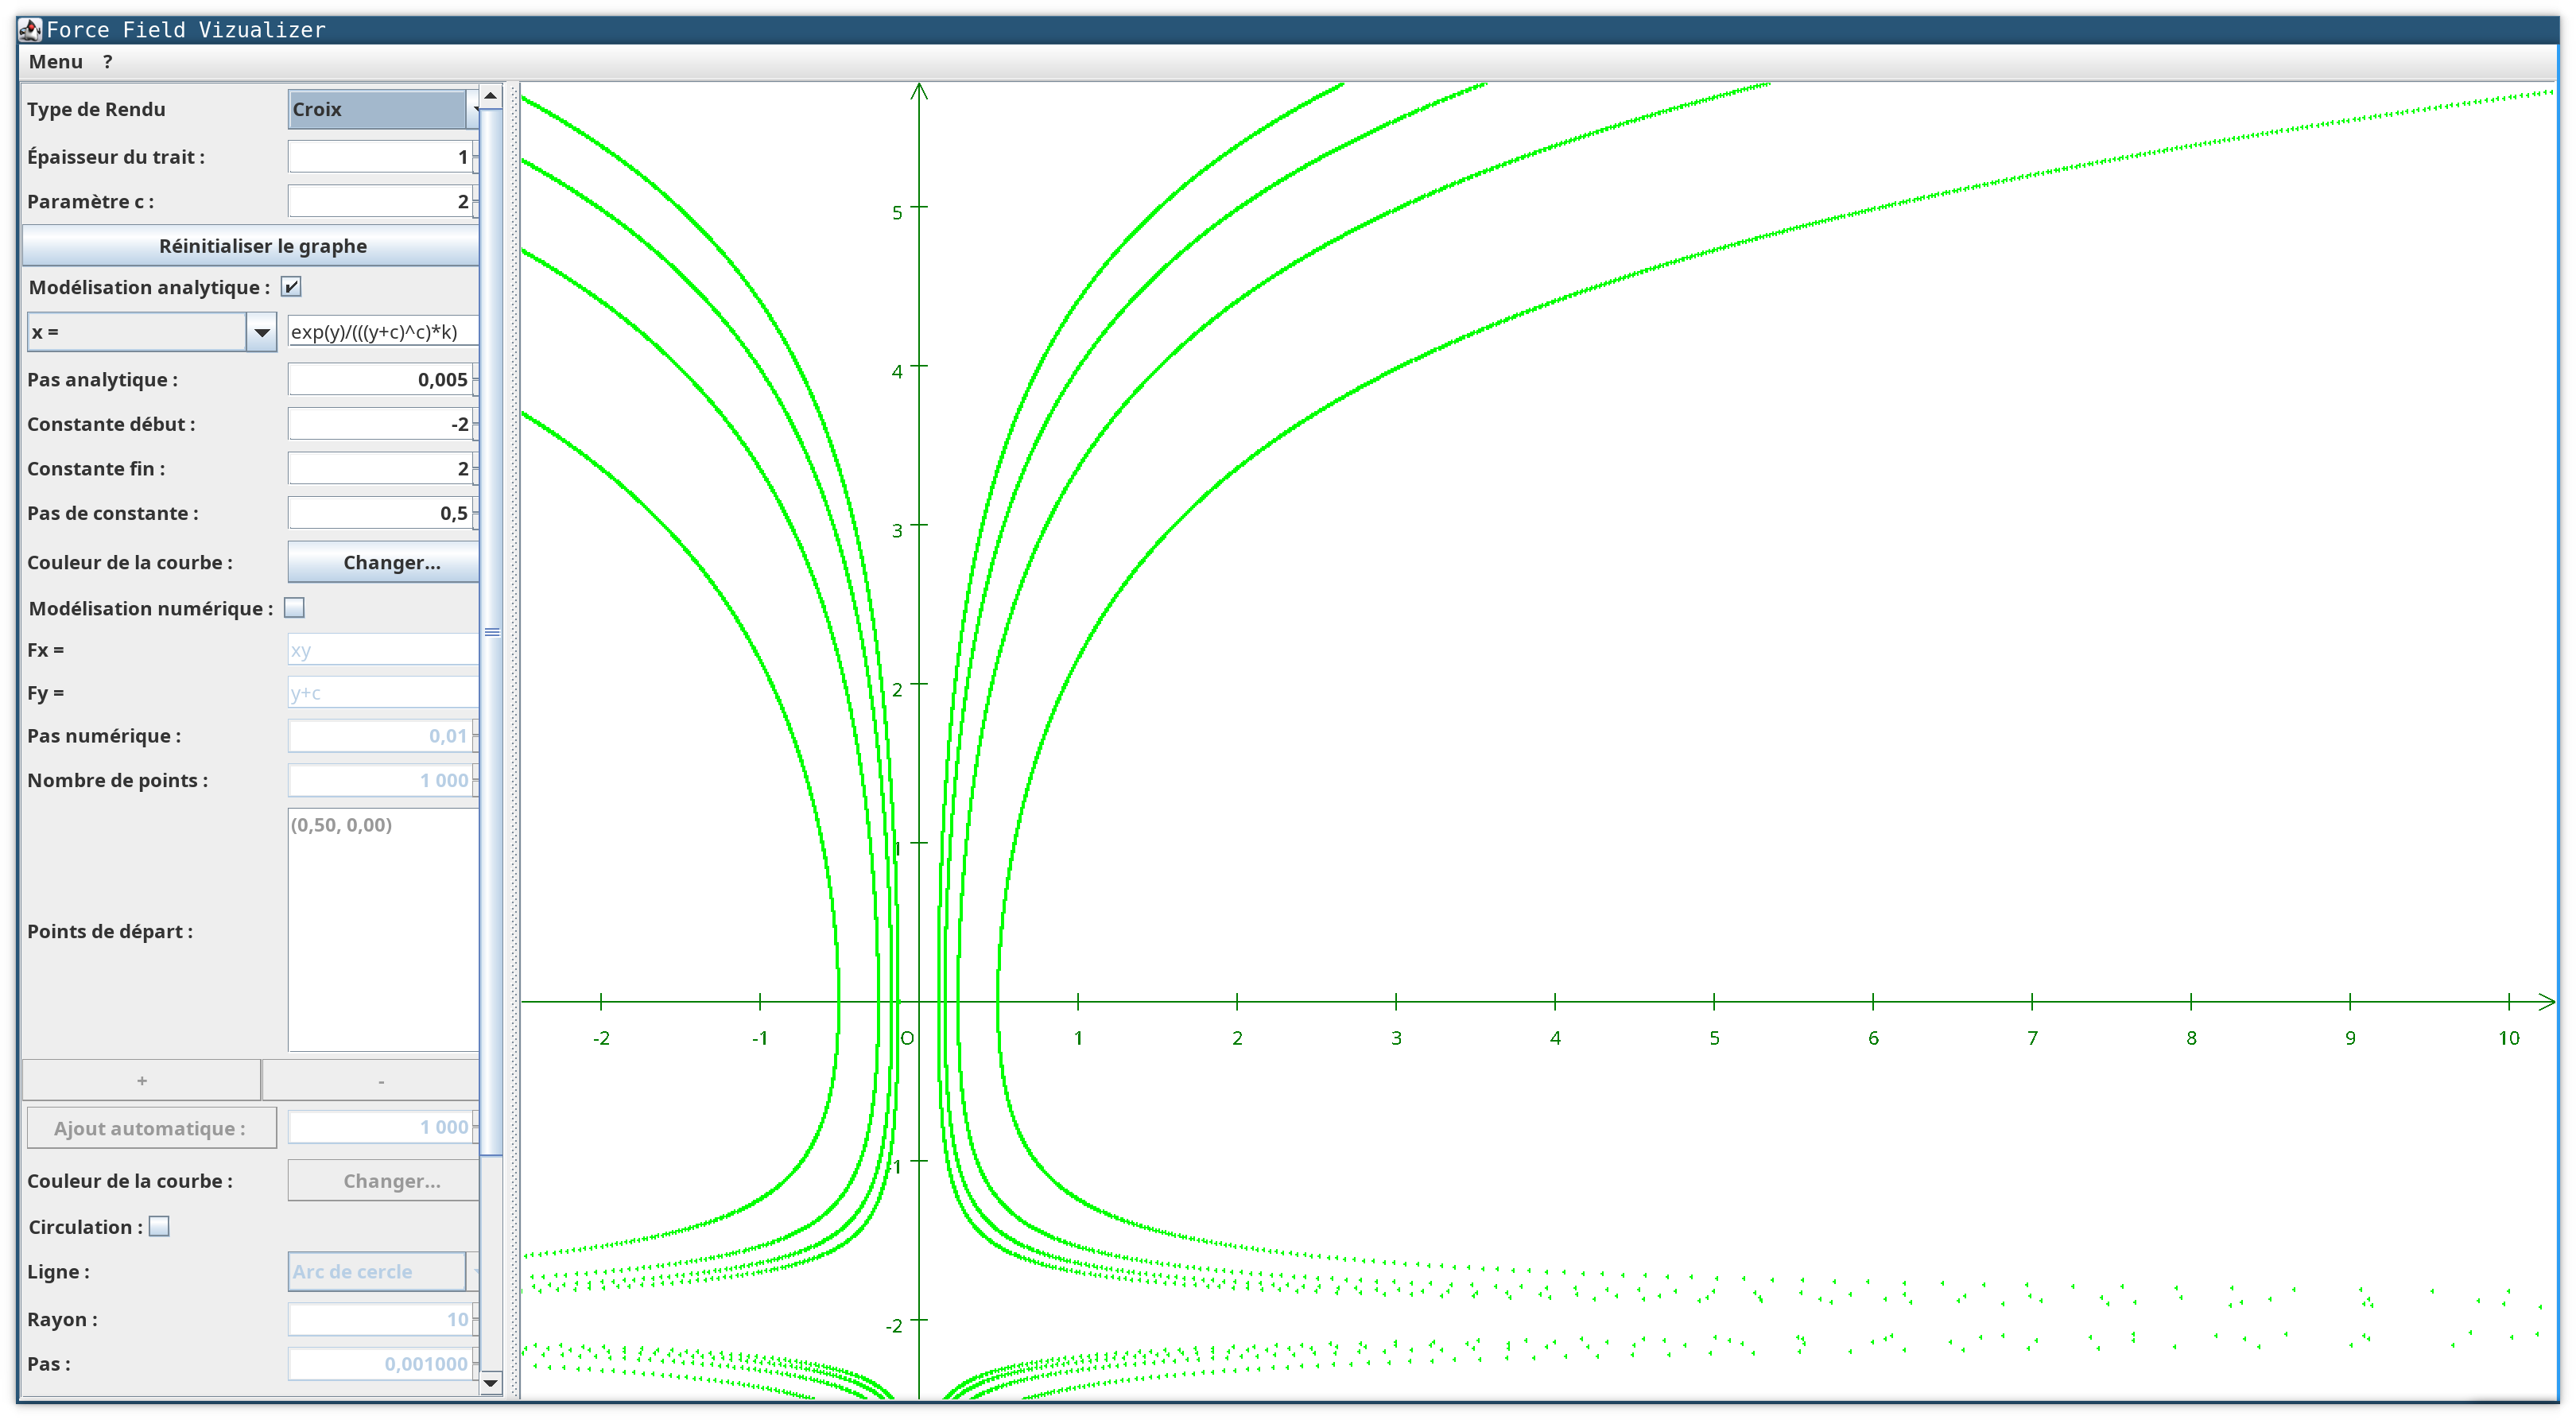 Force Field Vizualizer
Menu ?
Type de Rendu Croix
Épaisseur du trait : 1
Paramètre c : 2
Réinitialiser le graphe
Modélisation analytique :
x = exp(y)/(((y+c)^c)*k)
Pas analytique : 0,005
Constante début : -2
Constante fin : 2
Pas de constante : 0,5
Couleur de la courbe : Changer...
Modélisation numérique :
Fx = xy
Fy = y+c
Pas numérique : 0,01
Nombre de points : 1 000
(0,50, 0,00)
Points de départ :
+ -
Ajout automatique : 1 000
Couleur de la courbe : Changer...
Circulation :
Ligne : Arc de cercle
Rayon : 10
Pas : 0,001000
5
4
3
2
1
-2 -1 O 1 2 3 4 5 6 7 8 9 10
-1
-2